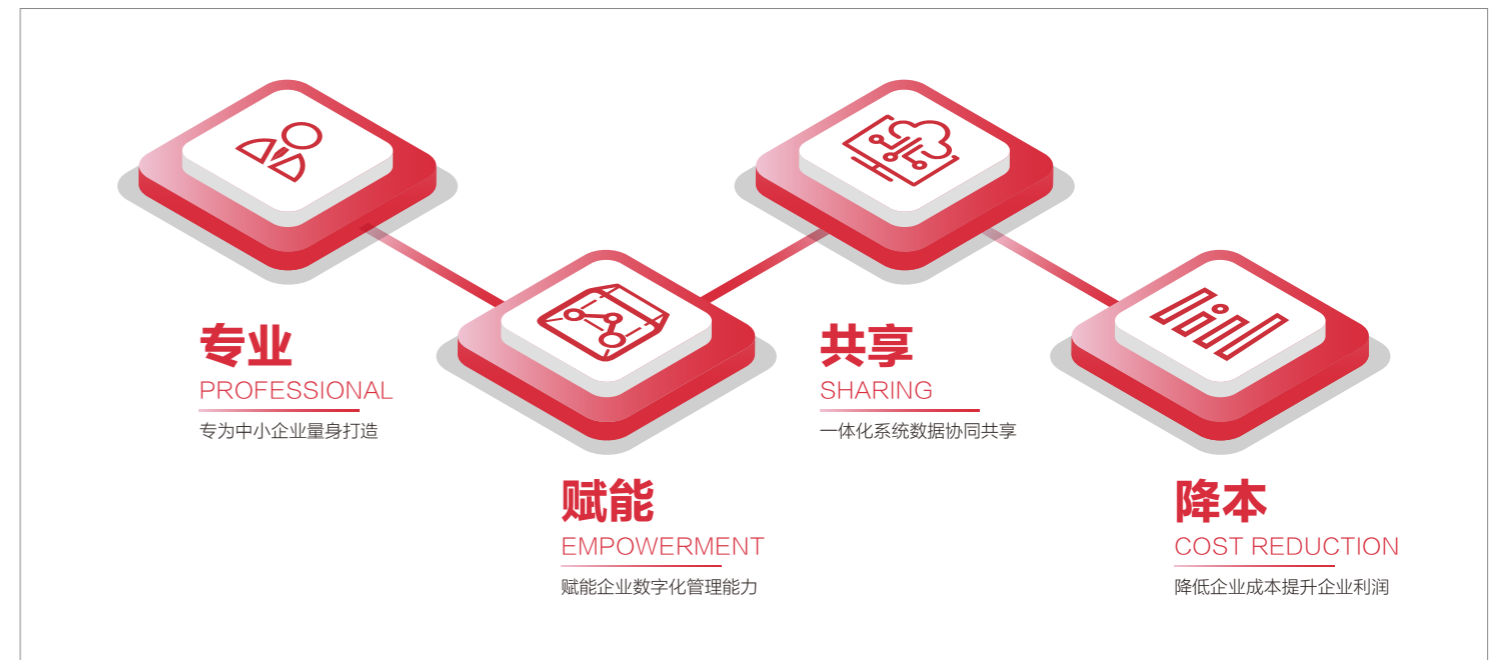 专业
PROFESSIONAL
专为中小企业量身打造
赋能
EMPOWERMENT
赋能企业数字化管理能力
共享
SHARING
一体化系统数据协同共享
降本
COST REDUCTION
降低企业成本提升企业利润